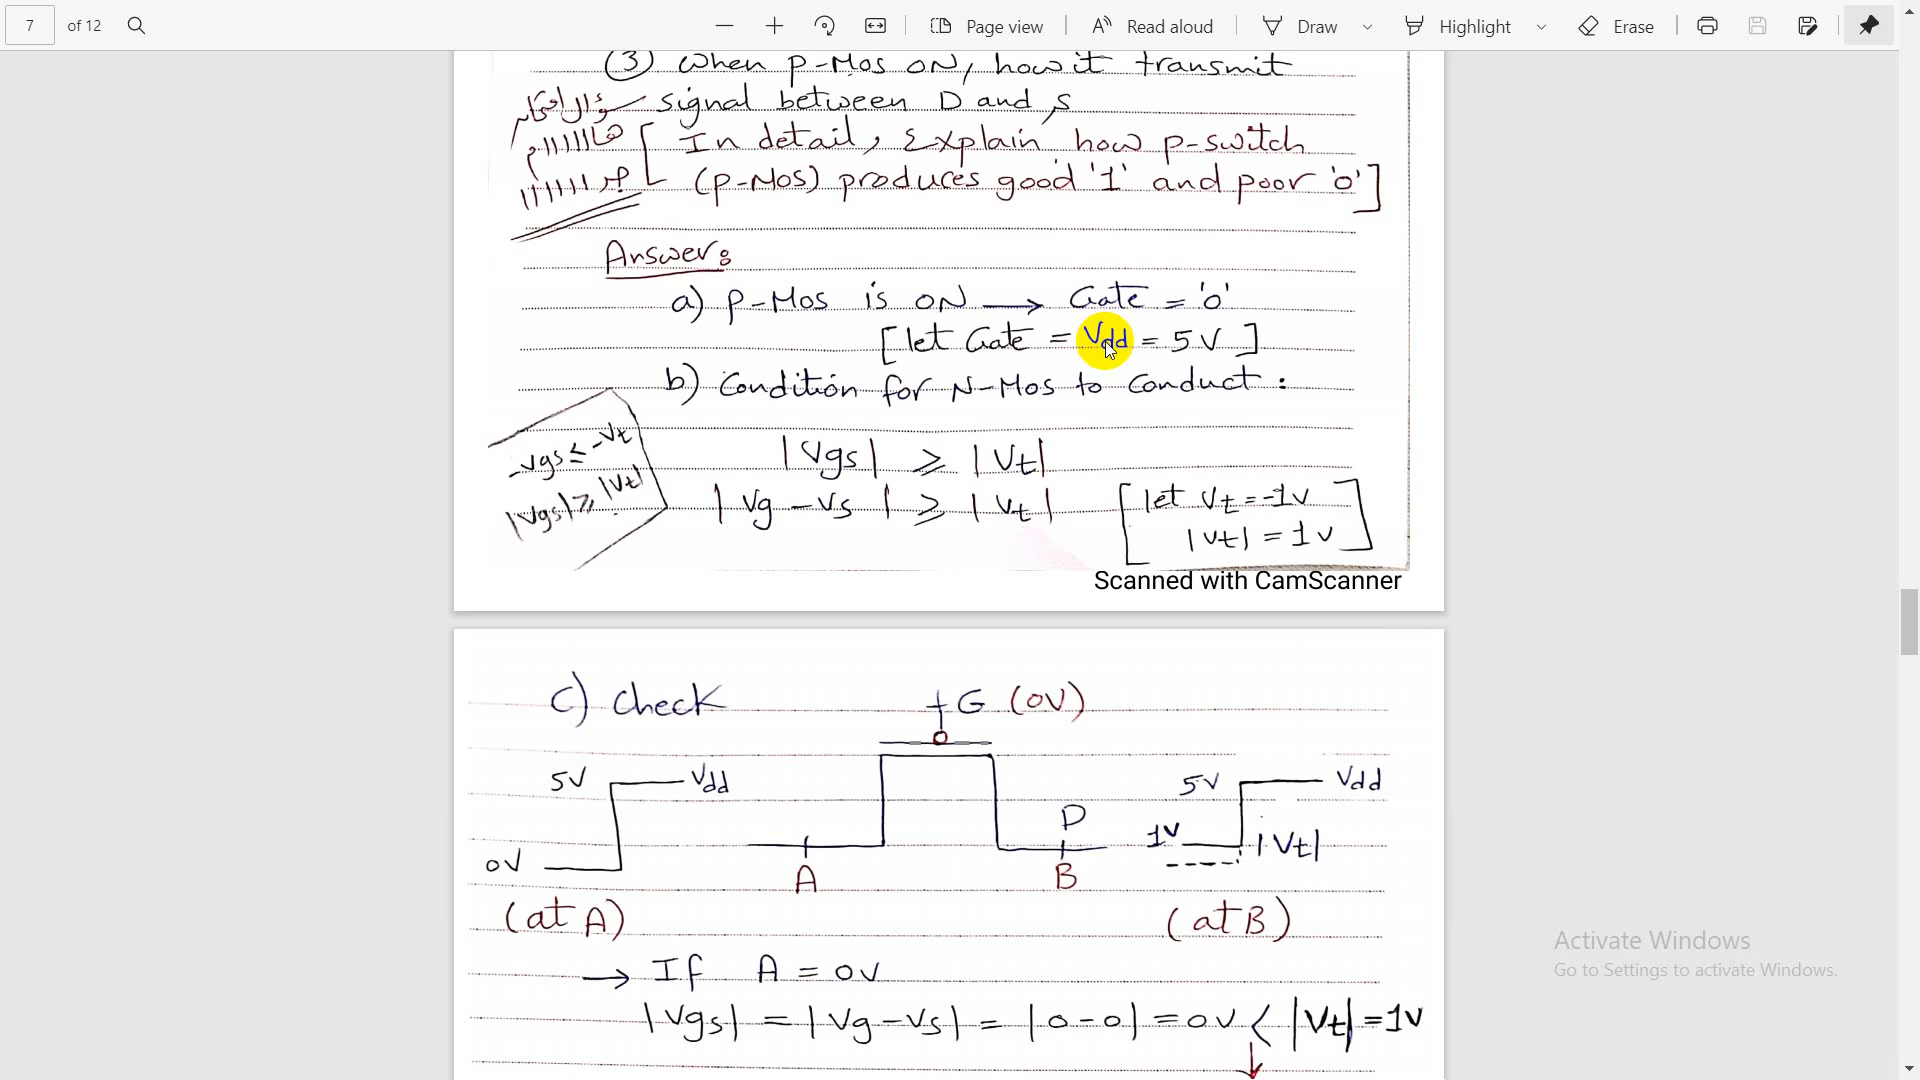 7 of 12 Page view Read aloud Draw Highlight Erase
(3) When p-Mos ON, how it transmit
signal between D and S
سؤال امتحان
هااااام
[ In detail, Explain how p-switch
(p-Mos) produces good '1' and poor '0' ]
Answer:
a) p-Mos is ON → Gate = '0'
[let Gate = Vdd = 5V ]
b) Condition for N-Mos to Conduct :
-Vgs ≤ -Vt
|Vgs| ≥ |Vt|
|Vgs| ≥ |Vt|
|Vg - Vs| ≥ |Vt|
[let Vt = -1v
|Vt| = 1v ]
Scanned with CamScanner
c) Check
G (0V)
5V Vdd
0V
(at A)
A
D
B
5V Vdd
1V |Vt|
(at B)
→ If A = 0V
|Vgs| = |Vg - Vs| = |0 - 0| = 0V < |Vt| = 1V
Activate Windows
Go to Settings to activate Windows.